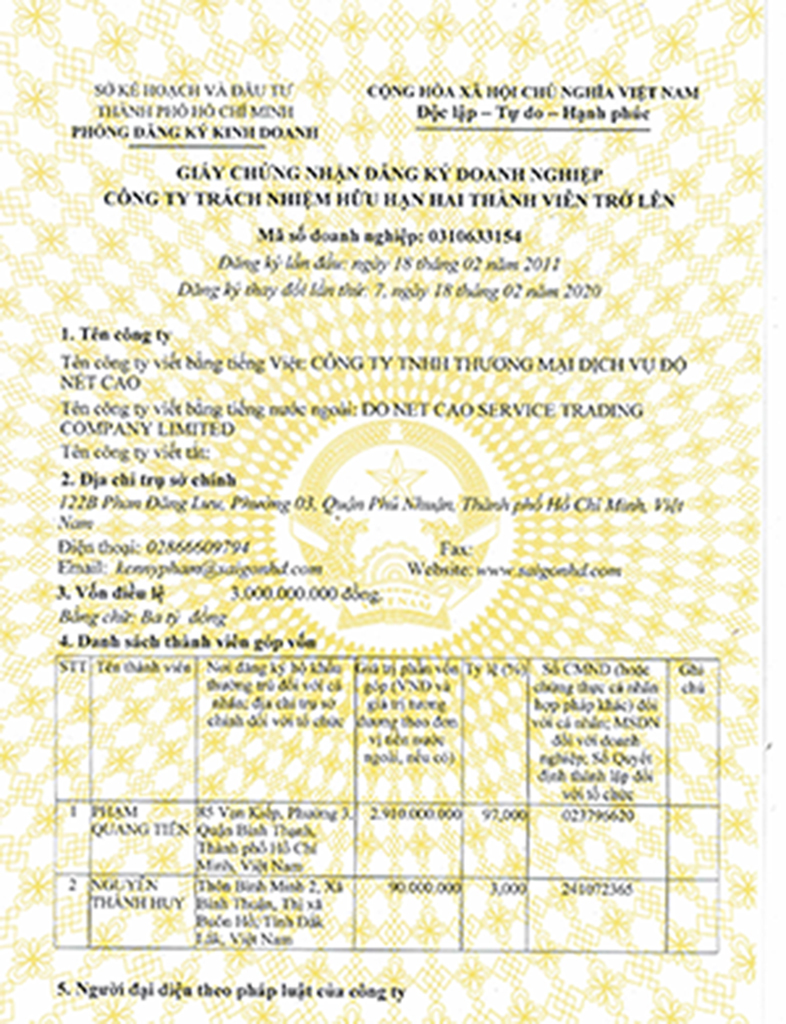 SỞ KẾ HOẠCH VÀ ĐẦU TƯ
THÀNH PHỐ HỒ CHÍ MINH
PHÒNG ĐĂNG KÝ KINH DOANH
CỘNG HÒA XÃ HỘI CHỦ NGHĨA VIỆT NAM
Độc lập – Tự do – Hạnh phúc
GIẤY CHỨNG NHẬN ĐĂNG KÝ DOANH NGHIỆP
CÔNG TY TRÁCH NHIỆM HỮU HẠN HAI THÀNH VIÊN TRỞ LÊN
Mã số doanh nghiệp: 0310633154
Đăng ký lần đầu: ngày 18 tháng 02 năm 2011
Đăng ký thay đổi lần thứ: 7, ngày 18 tháng 02 năm 2020
1. Tên công ty
Tên công ty viết bằng tiếng Việt: CÔNG TY TNHH THƯƠNG MẠI DỊCH VỤ ĐỘ
NÉT CAO
Tên công ty viết bằng tiếng nước ngoài: DO NET CAO SERVICE TRADING
COMPANY LIMITED
Tên công ty viết tắt:
2. Địa chỉ trụ sở chính
122B Phan Đăng Lưu, Phường 03, Quận Phú Nhuận, Thành phố Hồ Chí Minh, Việt
Nam
Điện thoại: 02866609794 Fax:
Email: kennypham@saigonhd.com Website: www.saigonhd.com
3. Vốn điều lệ 3.000.000.000 đồng.
Bằng chữ: Ba tỷ đồng
4. Danh sách thành viên góp vốn
STT
Tên thành viên
Nơi đăng ký hộ khẩu
thường trú đối với cá
nhân; địa chỉ trụ sở
chính đối với tổ chức
Giá trị phần vốn
góp (VNĐ và
giá trị tương
đương theo đơn
vị tiền nước
ngoài, nếu có)
Tỷ lệ (%)
Số CMND (hoặc
chứng thực cá nhân
hợp pháp khác) đối
với cá nhân; MSDN
đối với doanh
nghiệp; Số Quyết
định thành lập đối
với tổ chức
Ghi
chú
1
PHẠM
QUANG TIẾN
85 Vạn Kiếp, Phường 3,
Quận Bình Thạnh,
Thành phố Hồ Chí
Minh, Việt Nam
2.910.000.000
97,000
023796620
2
NGUYỄN
THÀNH HUY
Thôn Bình Minh 2, Xã
Bình Thuận, Thị xã
Buôn Hồ, Tỉnh Đắk
Lắk, Việt Nam
90.000.000
3,000
241072365
5. Người đại diện theo pháp luật của công ty